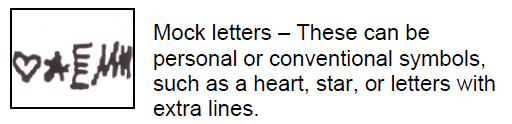 Mock letters – These can be
personal or conventional symbols,
such as a heart, star, or letters with
extra lines.